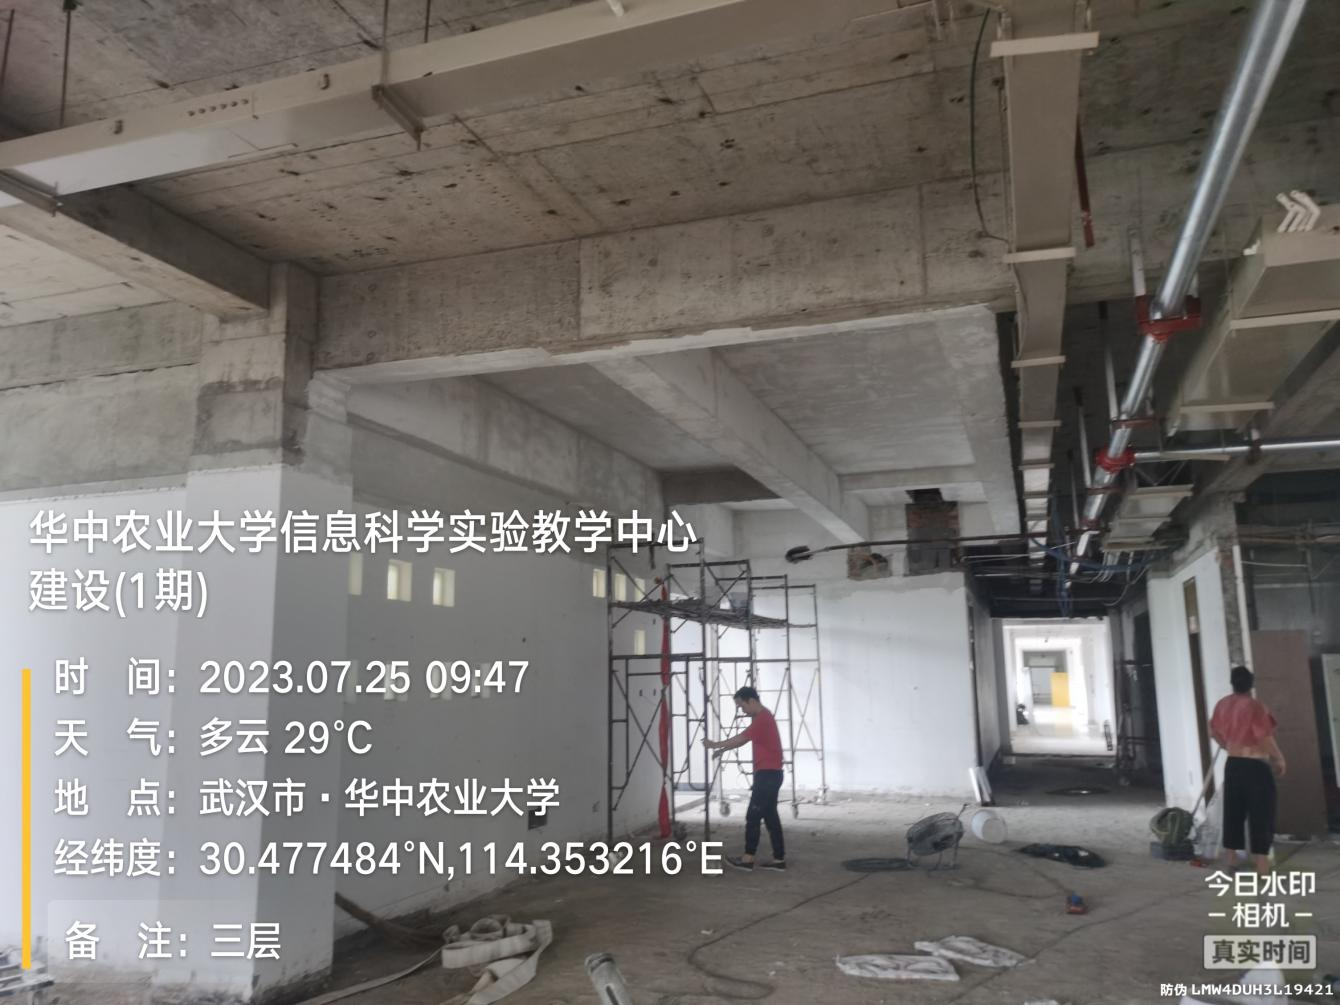 华中农业大学信息科学实验教学中心
建设(1期)
时 间：2023.07.25 09:47
天 气：多云 29°C
地 点：武汉市·华中农业大学
经纬度：30.477484°N,114.353216°E
备 注：三层
今日水印
-相机-
真实时间
防伪 LMW4DUH3L19421